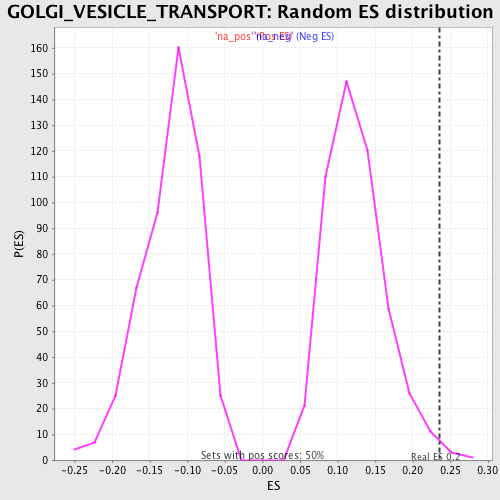 GOLGI_VESICLE_TRANSPORT: Random ES distribution
'na_pos' (Pos ES)
'na_neg' (Neg ES)
160
150
140
130
120
110
100
90
80
70
60
50
40
30
20
10
0
P(ES)
Sets with pos scores: 50%
Real ES 0.2
-0.25 -0.20 -0.15 -0.10 -0.05 0.00 0.05 0.10 0.15 0.20 0.25 0.30
ES